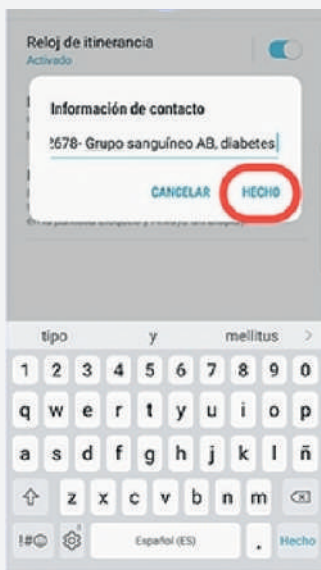 Reloj de itinerancia
Activado
Información de contacto
2678- Grupo sanguíneo AB, diabetes
CANCELAR HECHO
tipo y mellitus >
1 2 3 4 5 6 7 8 9 0
q w e r t y u i o p
a s d f g h j k l ñ
z x c v b n m
!#☺ Español (ES) . Hecho